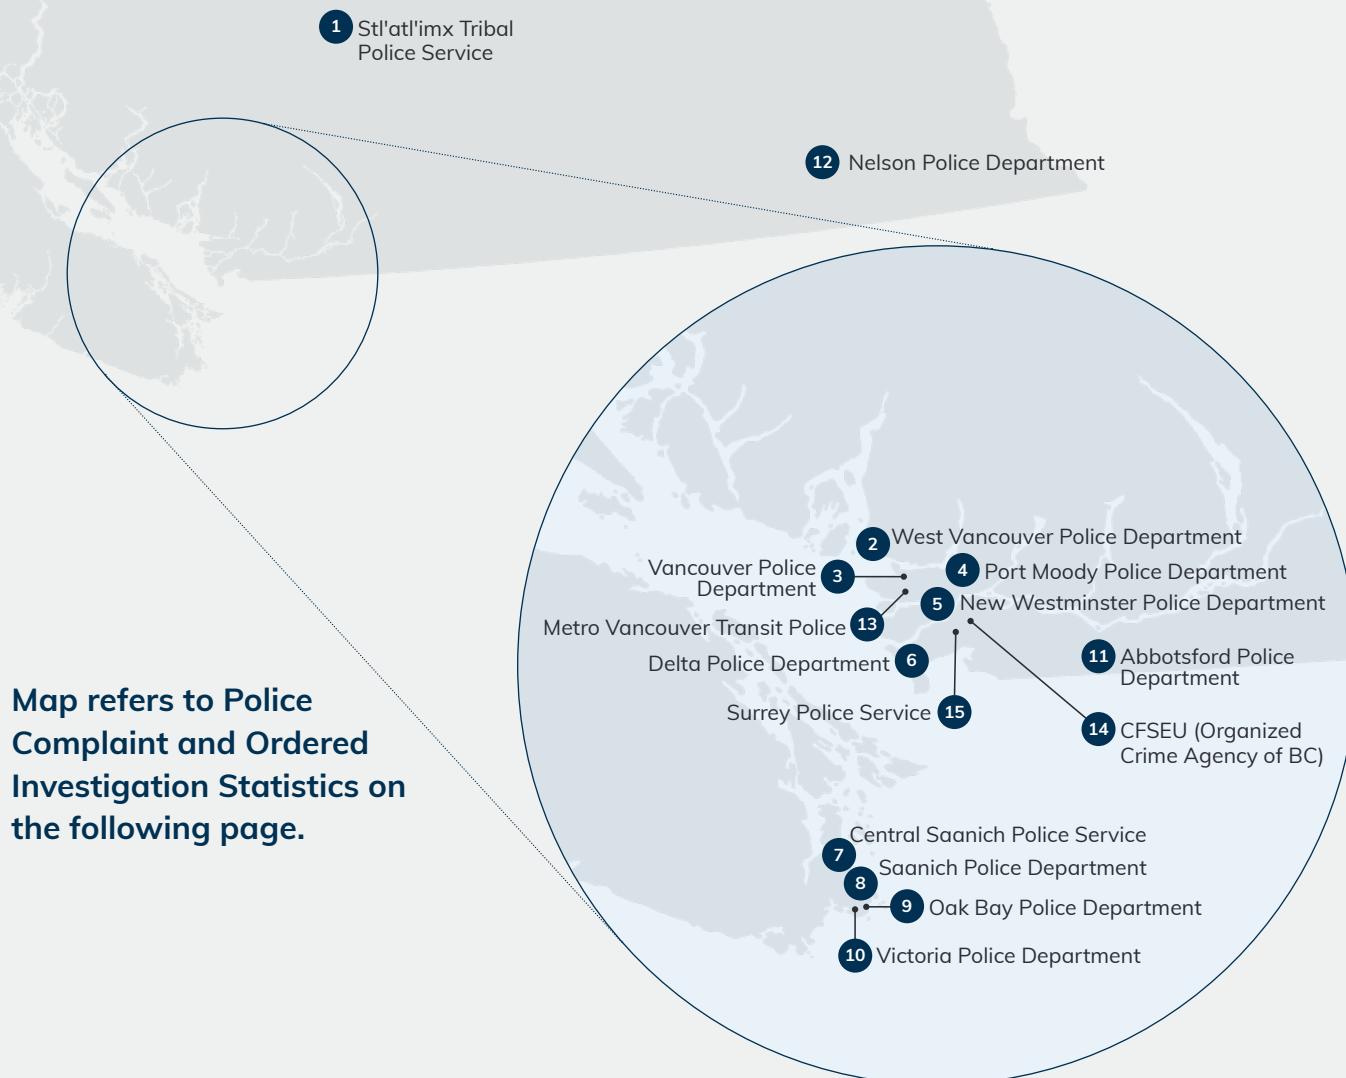 1 Stl'atl'imx Tribal
Police Service
12 Nelson Police Department
2 West Vancouver Police Department
Vancouver Police
Department 3
4 Port Moody Police Department
5 New Westminster Police Department
Metro Vancouver Transit Police 13
Delta Police Department 6
11 Abbotsford Police
Department
Surrey Police Service 15
14 CFSEU (Organized
Crime Agency of BC)
Map refers to Police
Complaint and Ordered
Investigation Statistics on
the following page.
7 Central Saanich Police Service
8 Saanich Police Department
9 Oak Bay Police Department
10 Victoria Police Department